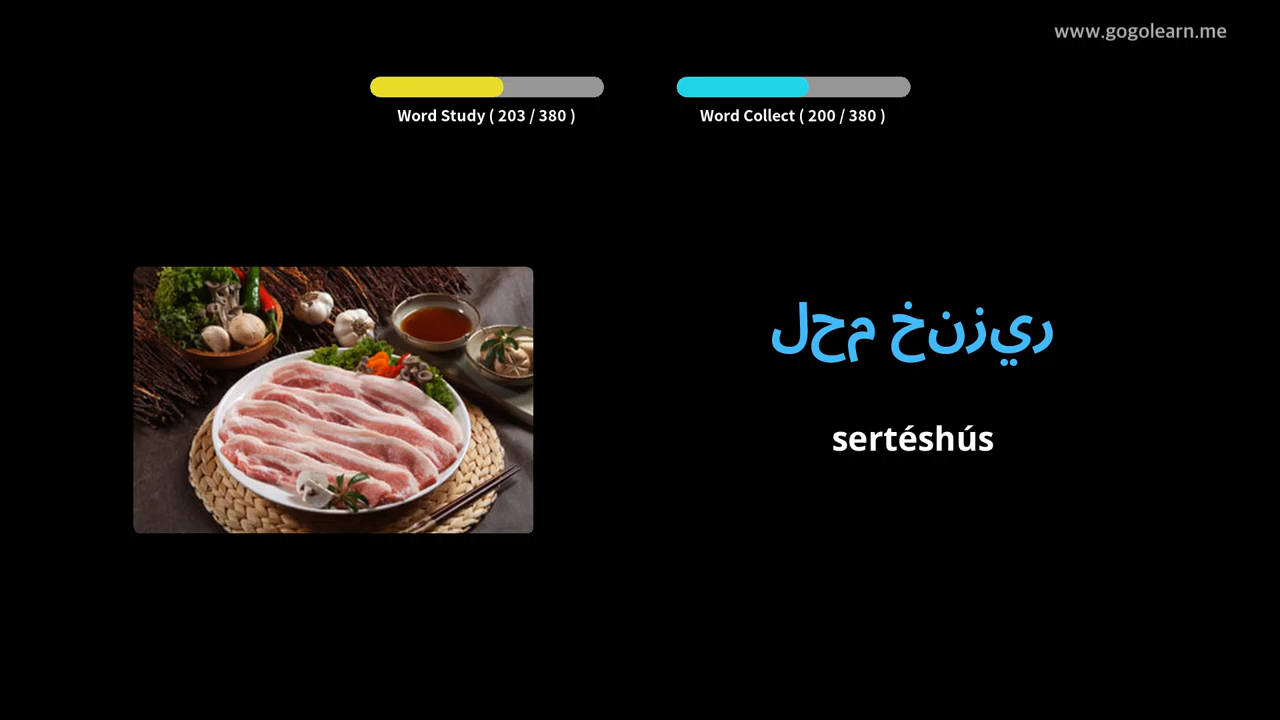 www.gogolearn.me
Word Study ( 203 / 380 )
Word Collect ( 200 / 380 )
لحم خنزير
sertéshús